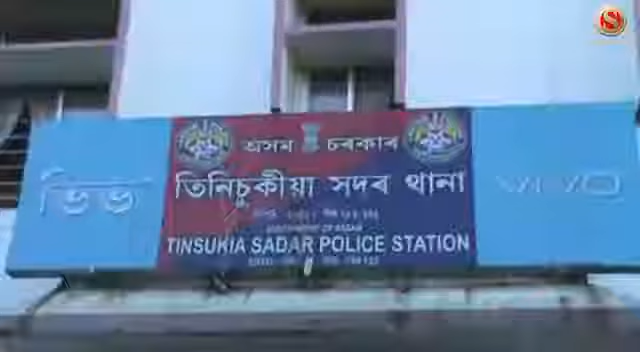 অসম চৰকাৰ
তিনিচুকীয়া সদৰ থানা
GOVERNMENT OF ASSAM
TINSUKIA SADAR POLICE STATION
ভিভ'
vivo